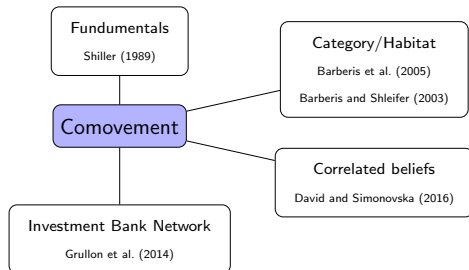 Fundumentals
Shiller (1989)
Category/Habitat
Barberis et al. (2005)
Barberis and Shleifer (2003)
Comovement
Correlated beliefs
David and Simonovska (2016)
Investment Bank Network
Grullon et al. (2014)